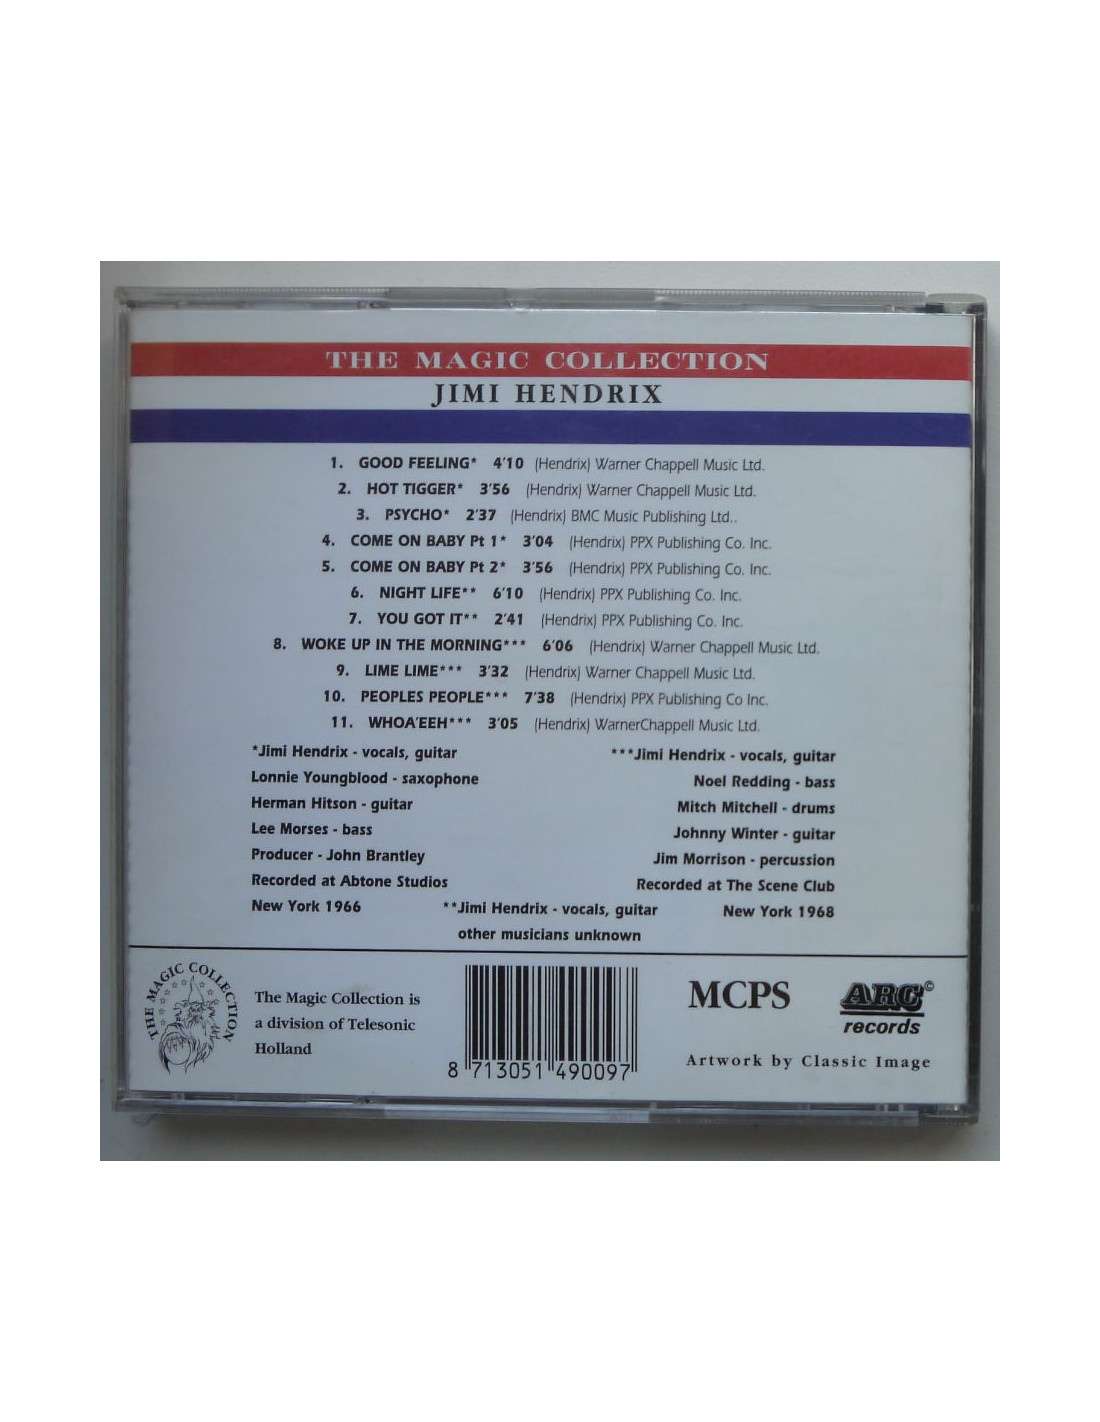 THE MAGIC COLLECTION
JIMI HENDRIX
1. GOOD FEELING* 4'10 (Hendrix) Warner Chappell Music Ltd.
2. HOT TIGGER* 3'56 (Hendrix) Warner Chappell Music Ltd.
3. PSYCHO* 2'37 (Hendrix) BMC Music Publishing Ltd..
4. COME ON BABY Pt 1* 3'04 (Hendrix) PPX Publishing Co. Inc.
5. COME ON BABY Pt 2* 3'56 (Hendrix) PPX Publishing Co. Inc.
6. NIGHT LIFE** 6'10 (Hendrix) PPX Publishing Co. Inc.
7. YOU GOT IT** 2'41 (Hendrix) PPX Publishing Co. Inc.
8. WOKE UP IN THE MORNING*** 6'06 (Hendrix) Warner Chappell Music Ltd.
9. LIME LIME*** 3'32 (Hendrix) Warner Chappell Music Ltd.
10. PEOPLES PEOPLE*** 7'38 (Hendrix) PPX Publishing Co Inc.
11. WHOA'EEH*** 3'05 (Hendrix) WarnerChappell Music Ltd.
*Jimi Hendrix - vocals, guitar
Lonnie Youngblood - saxophone
Herman Hitson - guitar
Lee Morses - bass
Producer - John Brantley
Recorded at Abtone Studios
New York 1966
**Jimi Hendrix - vocals, guitar
other musicians unknown
***Jimi Hendrix - vocals, guitar
Noel Redding - bass
Mitch Mitchell - drums
Johnny Winter - guitar
Jim Morrison - percussion
Recorded at The Scene Club
New York 1968
THE MAGIC COLLECTION
The Magic Collection is
a division of Telesonic
Holland
8 713051 490097
MCPS
ARC©
records
Artwork by Classic Image